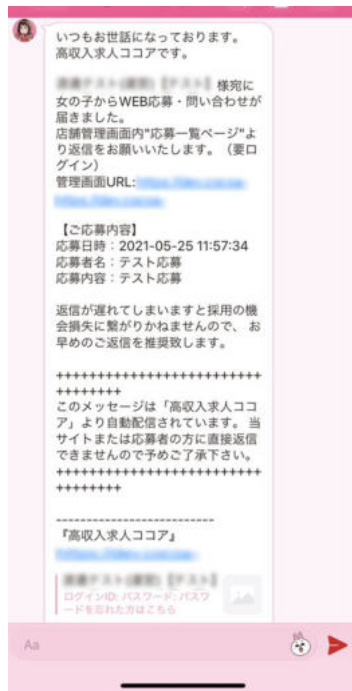 いつもお世話になっております。
高収入求人ココアです。
様宛に
女の子からWEB応募・問い合わせが
届きました。
店舗管理画面内"応募一覧ページ"よ
り返信をお願いいたします。（要ロ
グイン）
管理画面URL:
【ご応募内容】
応募日時：2021-05-25 11:57:34
応募者名：テスト応募
応募内容：テスト応募
返信が遅れてしまいますと採用の機
会損失に繋がりかねませんので、 お
早めのご返信を推奨致します。
++++++++++++++++++++++++++
++++++++
このメッセージは「高収入求人ココ
ア」より自動配信されています。 当
サイトまたは応募者の方に直接返信
できませんので予めご了承下さい。
++++++++++++++++++++++++++
++++++++
--------------------------
『高収入求人ココア』
ログインID: パスワード: パスワ
ードを忘れた方はこちら
Aa